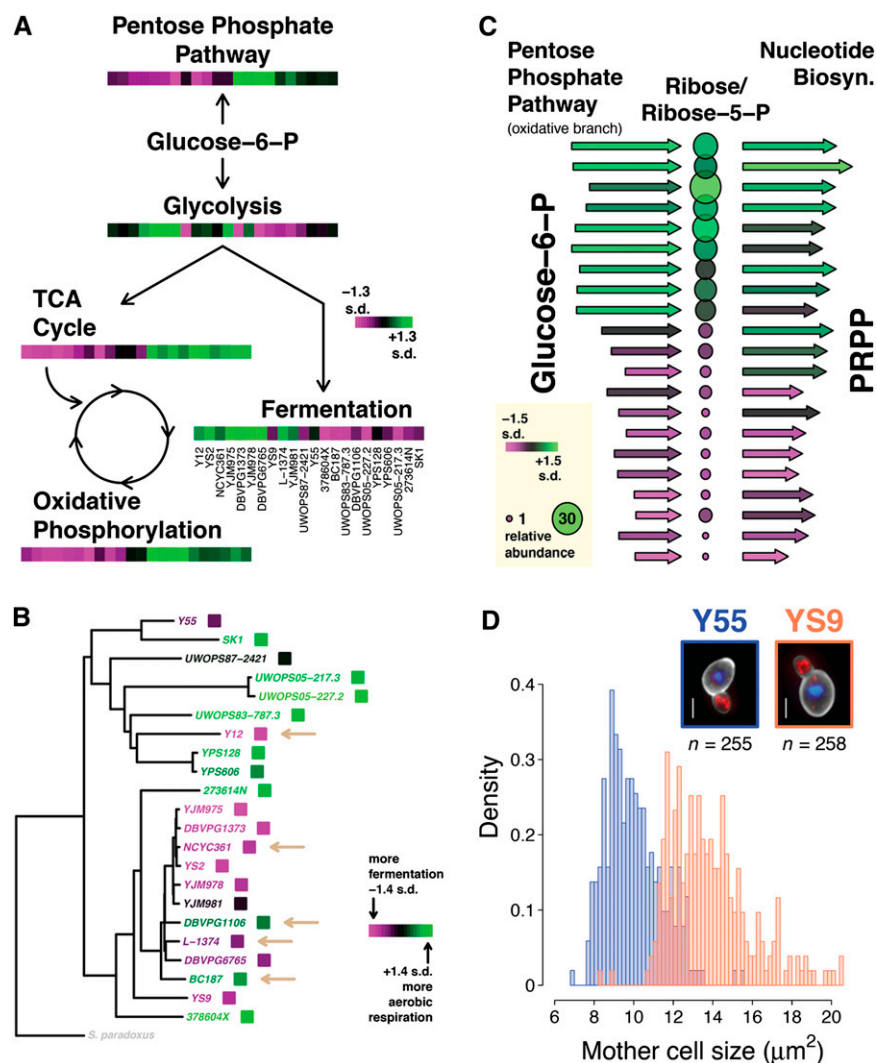 A
Pentose Phosphate
Pathway
Glucose–6–P
Glycolysis
−1.3
s.d.
+1.3
s.d.
TCA
Cycle
Fermentation
Y12
YS2
NCYC361
YJM975
DBVPG1373
YJM978
DBVPG6765
YS9
L−1374
YJM981
UWOPS87−2421
Y55
378604X
BC187
UWOPS83−787.3
DBVPG1106
UWOPS05−227.2
YPS128
YPS606
UWOPS05−217.3
273614N
SK1
Oxidative
Phosphorylation
C
Pentose
Phosphate
Pathway
(oxidative branch)
Ribose/
Ribose−5−P
Nucleotide
Biosyn.
Glucose−6−P
PRPP
−1.5
s.d.
+1.5
s.d.
1
30
relative
abundance
B
Y55
SK1
UWOPS87−2421
UWOPS05−217.3
UWOPS05−227.2
UWOPS83−787.3
Y12
YPS128
YPS606
273614N
YJM975
DBVPG1373
NCYC361
YS2
YJM978
YJM981
DBVPG1106
L−1374
DBVPG6765
BC187
YS9
378604X
S. paradoxus
more
fermentation
−1.4 s.d.
+1.4 s.d.
more
aerobic
respiration
D
Y55
YS9
n = 255
n = 258
Density
0.4
0.3
0.2
0.1
0
6 8 10 12 14 16 18 20
Mother cell size (μm²)